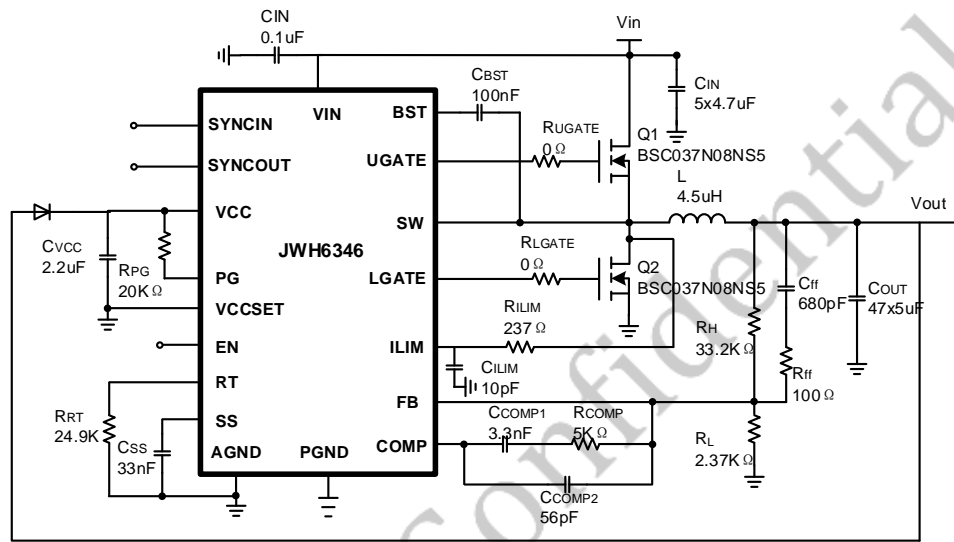 CIN
0.1uF
Vin
CBST
100nF
CIN
5x4.7uF
VIN
BST
SYNCIN
RUGATE
0Ω
Q1
BSC037N08NS5
SYNCOUT
UGATE
L
4.5uH
VCC
SW
Vout
CVCC
2.2uF
JWH6346
RLGATE
0Ω
Q2
BSC037N08NS5
RPG
20KΩ
PG
LGATE
Cff
680pF
COUT
47x5uF
VCCSET
RILIM
237Ω
RH
33.2KΩ
EN
ILIM
CILIM
10pF
Rff
100Ω
RT
FB
RRT
24.9K
SS
CCOMP1
3.3nF
RCOMP
5KΩ
CSS
33nF
COMP
RL
2.37KΩ
AGND
PGND
CCOMP2
56pF
Confidential